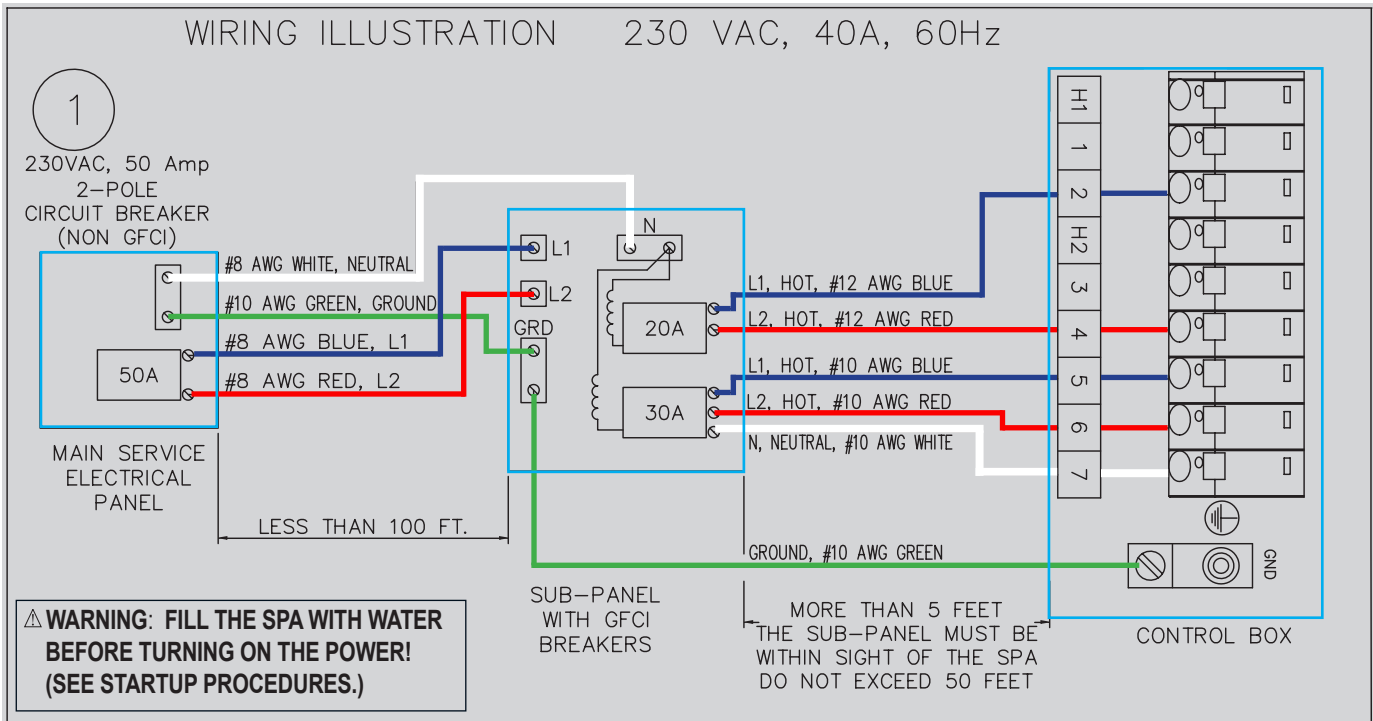 WIRING ILLUSTRATION 230 VAC, 40A, 60Hz
1
230VAC, 50 Amp
2-POLE
CIRCUIT BREAKER
(NON GFCI)
#8 AWG WHITE, NEUTRAL
#10 AWG GREEN, GROUND
#8 AWG BLUE, L1
#8 AWG RED, L2
50A
MAIN SERVICE
ELECTRICAL
PANEL
LESS THAN 100 FT.
N
L1
L2
GRD
20A
30A
SUB-PANEL
WITH GFCI
BREAKERS
L1, HOT, #12 AWG BLUE
L2, HOT, #12 AWG RED
L1, HOT, #10 AWG BLUE
L2, HOT, #10 AWG RED
N, NEUTRAL, #10 AWG WHITE
GROUND, #10 AWG GREEN
MORE THAN 5 FEET
THE SUB-PANEL MUST BE
WITHIN SIGHT OF THE SPA
DO NOT EXCEED 50 FEET
H1
1
2
H2
3
4
5
6
7
GND
CONTROL BOX
⚠ WARNING: FILL THE SPA WITH WATER
BEFORE TURNING ON THE POWER!
(SEE STARTUP PROCEDURES.)